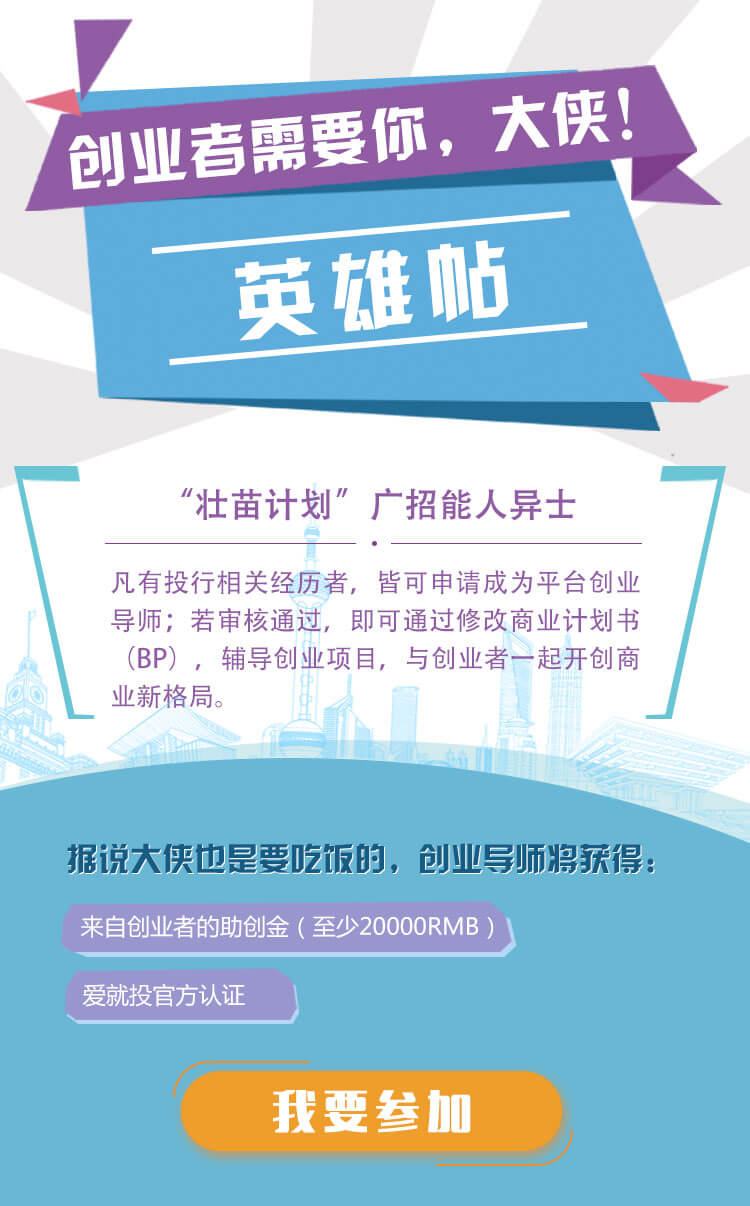 创业者需要你，大侠！
英雄帖
“壮苗计划”广招能人异士
凡有投行相关经历者，皆可申请成为平台创业
导师；若审核通过，即可通过修改商业计划书
（BP），辅导创业项目，与创业者一起开创商
业新格局。
据说大侠也是要吃饭的，创业导师将获得：
来自创业者的助创金（至少20000RMB）
爱就投官方认证
我要参加